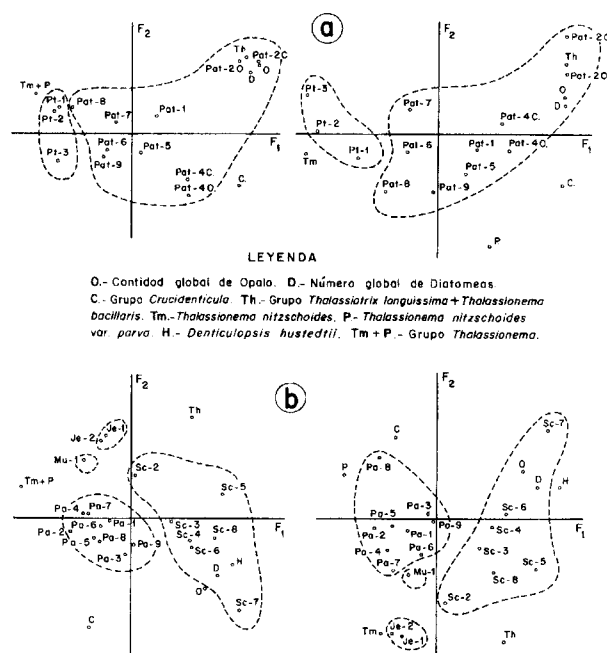 F2
a
Th
Pat-2C
Pat-2O
O
D
Tm+P
Pt-1
Pt-2
Pt-3
Pat-8
Pat-7
Pat-1
F1
Pat-6
Pat-9
Pat-5
Pat-4C.
Pat-4O.
C.
F2
Pat-2C
Th
Pat-2O
O
D
Pt-3
Pt-2
Tm
Pt-1
Pat-7
Pat-4C.
F1
Pat-6
Pat-1
Pat-4O.
Pat-5
Pat-8
Pat-9
C.
P
LEYENDA
O.- Contidad global de Opalo. D.- Número global de Diatomeas.
C.- Grupo Crucidenticula. Th.- Grupo Thalassiotrix longuissima + Thalassionema
bacillaris. Tm.- Thalassionema nitzschoides. P.- Thalassionema nitzschoides
var. parva. H.- Denticulopsis hustedtii. Tm+P.- Grupo Thalassionema.
b
F2
Th
Je-2
Je-1
Mu-1
Tm+P
Sc-2
Sc-5
F1
Pa-4
Pa-7
Pa-2
Pa-6
Pa-1
Pa-5
Pa-8
Pa-9
Pa-3
Sc-3
Sc-4
Sc-8
Sc-6
D
H
O
Sc-7
C
F2
C
P
Pa-8
Sc-7
O
D
H
Pa-3
Sc-6
Pa-5
Pa-9
F1
Pa-2
Pa-1
Sc-4
Pa-4
Pa-6
Sc-3
Pa-7
Mu-1
Sc-5
Sc-8
Sc-2
Tm
Je-2
Je-1
Th